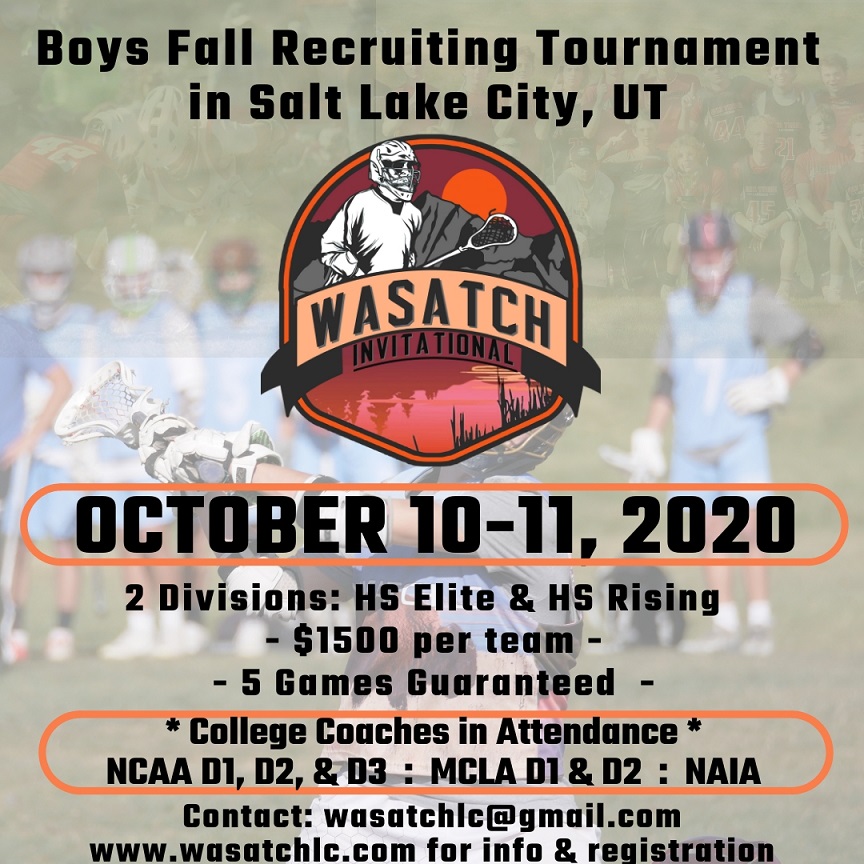 Boys Fall Recruiting Tournament
in Salt Lake City, UT
WASATCH
INVITATIONAL
OCTOBER 10-11, 2020
2 Divisions: HS Elite & HS Rising
- $1500 per team -
- 5 Games Guaranteed -
* College Coaches in Attendance *
NCAA D1, D2, & D3 : MCLA D1 & D2 : NAIA
Contact: wasatchlc@gmail.com
www.wasatchlc.com for info & registration